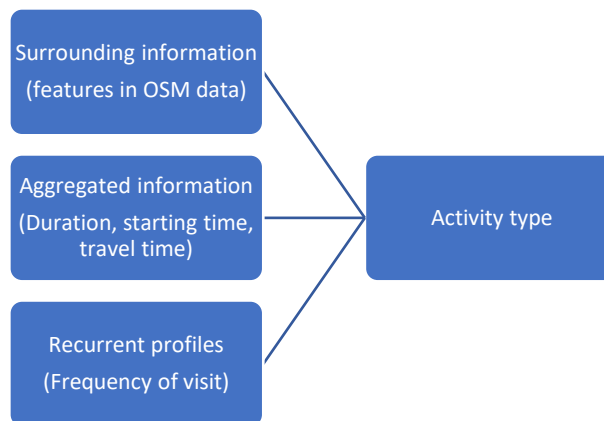 Surrounding information
(features in OSM data)
Aggregated information
(Duration, starting time,
travel time)
Recurrent profiles
(Frequency of visit)
Activity type